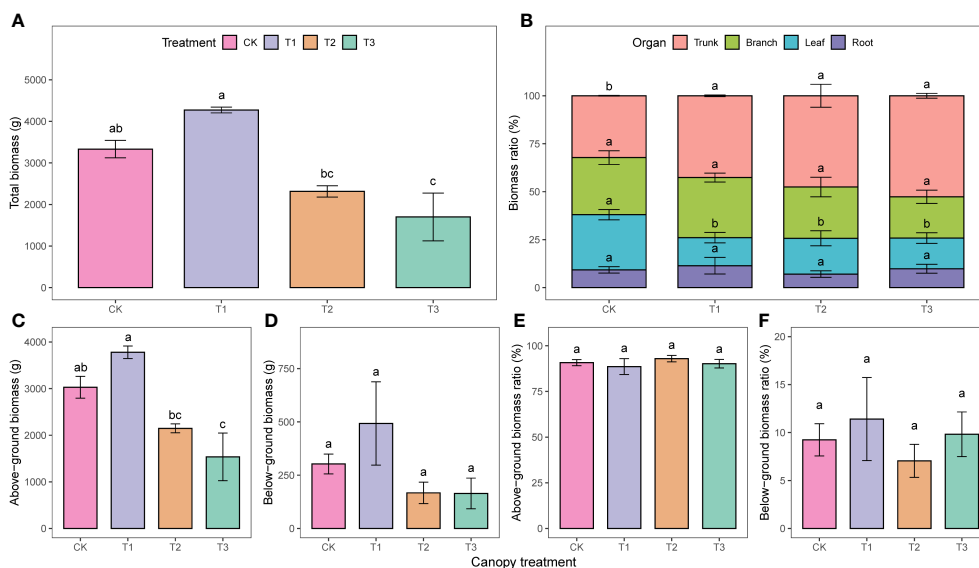 A
Treatment CK T1 T2 T3
Total biomass (g)
5000
4000
3000
2000
1000
0
ab
a
bc
c
CK T1 T2 T3
B
Organ Trunk Branch Leaf Root
Biomass ratio (%)
100
75
50
25
0
b a a a
a a a a
a b b b
a a a a
CK T1 T2 T3
C
Above−ground biomass (g)
4000
3000
2000
1000
0
ab
a
bc
c
CK T1 T2 T3
D
Below−ground biomass (g)
750
500
250
0
a
a
a
a
CK T1 T2 T3
E
Above−ground biomass ratio (%)
100
75
50
25
0
a a a a
CK T1 T2 T3
F
Below−ground biomass ratio (%)
20
15
10
5
0
a
a
a
a
CK T1 T2 T3
Canopy treatment